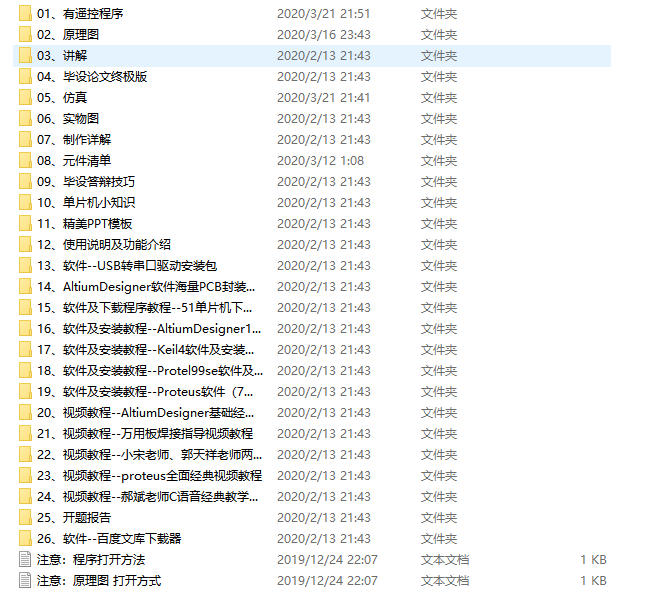 01、有遥控程序 2020/3/21 21:51 文件夹
02、原理图 2020/3/16 23:43 文件夹
03、讲解 2020/2/13 21:43 文件夹
04、毕设论文终极版 2020/2/13 21:43 文件夹
05、仿真 2020/3/21 21:41 文件夹
06、实物图 2020/2/13 21:43 文件夹
07、制作详解 2020/2/13 21:43 文件夹
08、元件清单 2020/3/12 1:08 文件夹
09、毕设答辩技巧 2020/2/13 21:43 文件夹
10、单片机小知识 2020/2/13 21:43 文件夹
11、精美PPT模板 2020/2/13 21:43 文件夹
12、使用说明及功能介绍 2020/2/13 21:43 文件夹
13、软件--USB转串口驱动安装包 2020/2/13 21:43 文件夹
14、AltiumDesigner软件海量PCB封装... 2020/2/13 21:43 文件夹
15、软件及下载程序教程--51单片机下... 2020/2/13 21:43 文件夹
16、软件及安装教程--AltiumDesigner1... 2020/2/13 21:43 文件夹
17、软件及安装教程--Keil4软件及安装... 2020/2/13 21:43 文件夹
18、软件及安装教程--Protel99se软件及... 2020/2/13 21:43 文件夹
19、软件及安装教程--Proteus软件（7... 2020/2/13 21:43 文件夹
20、视频教程--AltiumDesigner基础经... 2020/2/13 21:43 文件夹
21、视频教程--万用板焊接指导视频教程 2020/2/13 21:43 文件夹
22、视频教程--小宋老师、郭天祥老师两... 2020/2/13 21:43 文件夹
23、视频教程--proteus全面经典视频教程 2020/2/13 21:43 文件夹
24、视频教程--郝斌老师C语音经典教学... 2020/2/13 21:43 文件夹
25、开题报告 2020/2/13 21:43 文件夹
26、软件--百度文库下载器 2020/2/13 21:43 文件夹
注意：程序打开方法 2019/12/24 22:07 文本文档 1 KB
注意：原理图 打开方式 2019/12/24 22:07 文本文档 1 KB